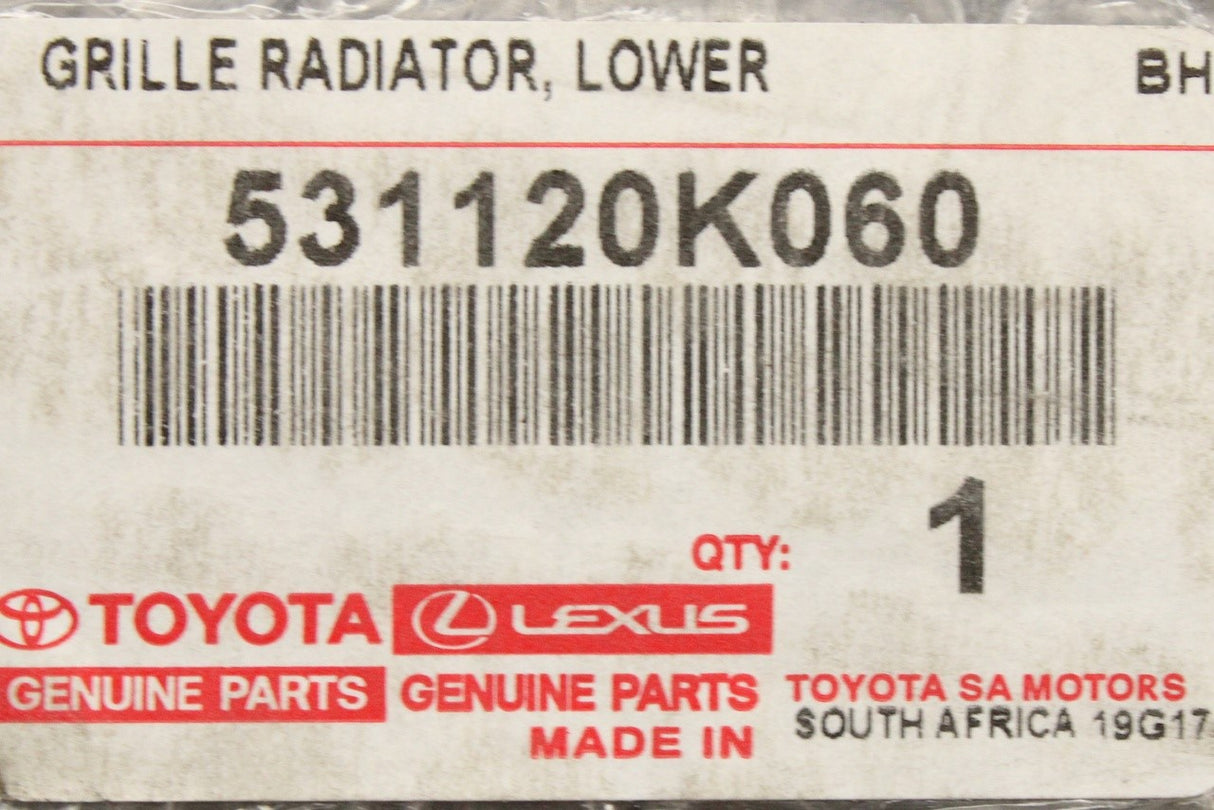 GRILLE RADIATOR, LOWER BH
531120K060
1
QTY:
TOYOTA LEXUS
GENUINE PARTS GENUINE PARTS TOYOTA SA MOTORS
MADE IN SOUTH AFRICA 19G17